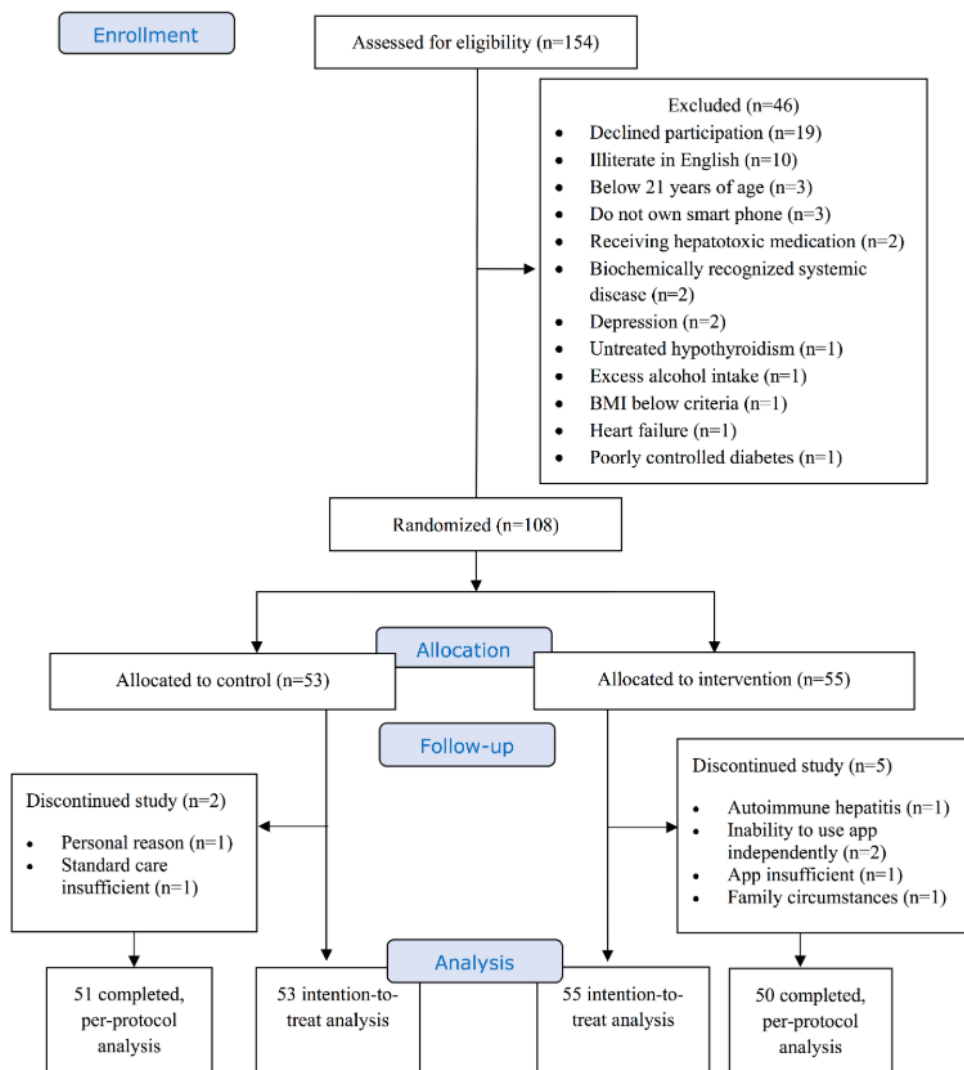 Enrollment
Assessed for eligibility (n=154)
Excluded (n=46)
• Declined participation (n=19)
• Illiterate in English (n=10)
• Below 21 years of age (n=3)
• Do not own smart phone (n=3)
• Receiving hepatotoxic medication (n=2)
• Biochemically recognized systemic
disease (n=2)
• Depression (n=2)
• Untreated hypothyroidism (n=1)
• Excess alcohol intake (n=1)
• BMI below criteria (n=1)
• Heart failure (n=1)
• Poorly controlled diabetes (n=1)
Randomized (n=108)
Allocation
Allocated to control (n=53)
Allocated to intervention (n=55)
Follow-up
Discontinued study (n=2)
• Personal reason (n=1)
• Standard care
insufficient (n=1)
Discontinued study (n=5)
• Autoimmune hepatitis (n=1)
• Inability to use app
independently (n=2)
• App insufficient (n=1)
• Family circumstances (n=1)
Analysis
51 completed,
per-protocol
analysis
53 intention-to-
treat analysis
55 intention-to-
treat analysis
50 completed,
per-protocol
analysis